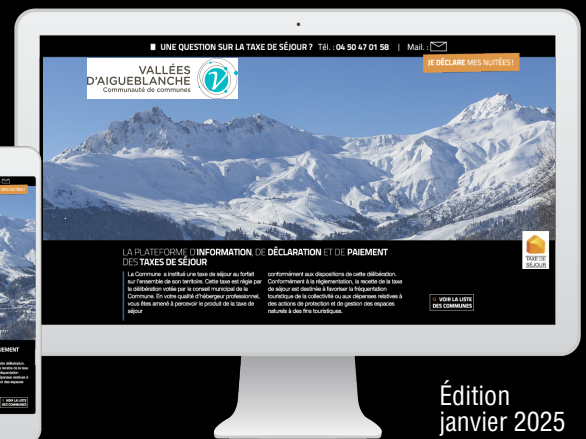 UNE QUESTION SUR LA TAXE DE SÉJOUR ? Tél. : 04 50 47 01 58 | Mail. :
JE DÉCLARE MES NUITÉES !
VALLÉES
D'AIGUEBLANCHE
Communauté de communes
LA PLATEFORME D'INFORMATION, DE DÉCLARATION ET DE PAIEMENT
DES TAXES DE SÉJOUR
La Commune a institué une taxe de séjour au forfait
sur l'ensemble de son territoire. Cette taxe est régie par
la délibération votée par le conseil municipal de la
Commune. En votre qualité d'hébergeur professionnel,
vous êtes amené à percevoir le produit de la taxe de
séjour
conformément aux dispositions de cette délibération.
Conformément à la réglementation, la recette de la taxe
de séjour est destinée à favoriser la fréquentation
touristique de la collectivité ou aux dépenses relatives à
des actions de protection et de gestion des espaces
naturels à des fins touristiques.
TAXE DE
SÉJOUR
VOIR LA LISTE
DES COMMUNES
VOIR LA LISTE
DES COMMUNES
Édition
janvier 2025